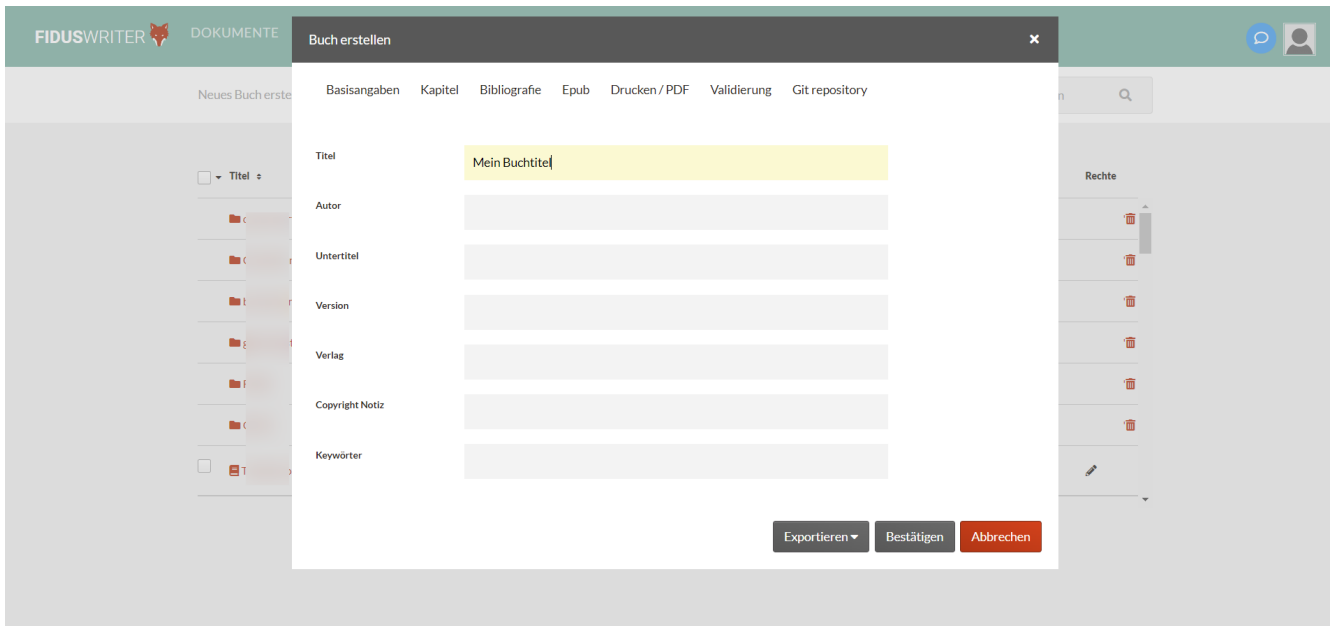 FIDUSWRITER DOKUMENTE
Buch erstellen
Neues Buch erste
Basisangaben Kapitel Bibliografie Epub Drucken / PDF Validierung Git repository
Titel Mein Buchtitel
Titel Rechte
Autor
Untertitel
Version
Verlag
Copyright Notiz
Keywörter
Exportieren Bestätigen Abbrechen